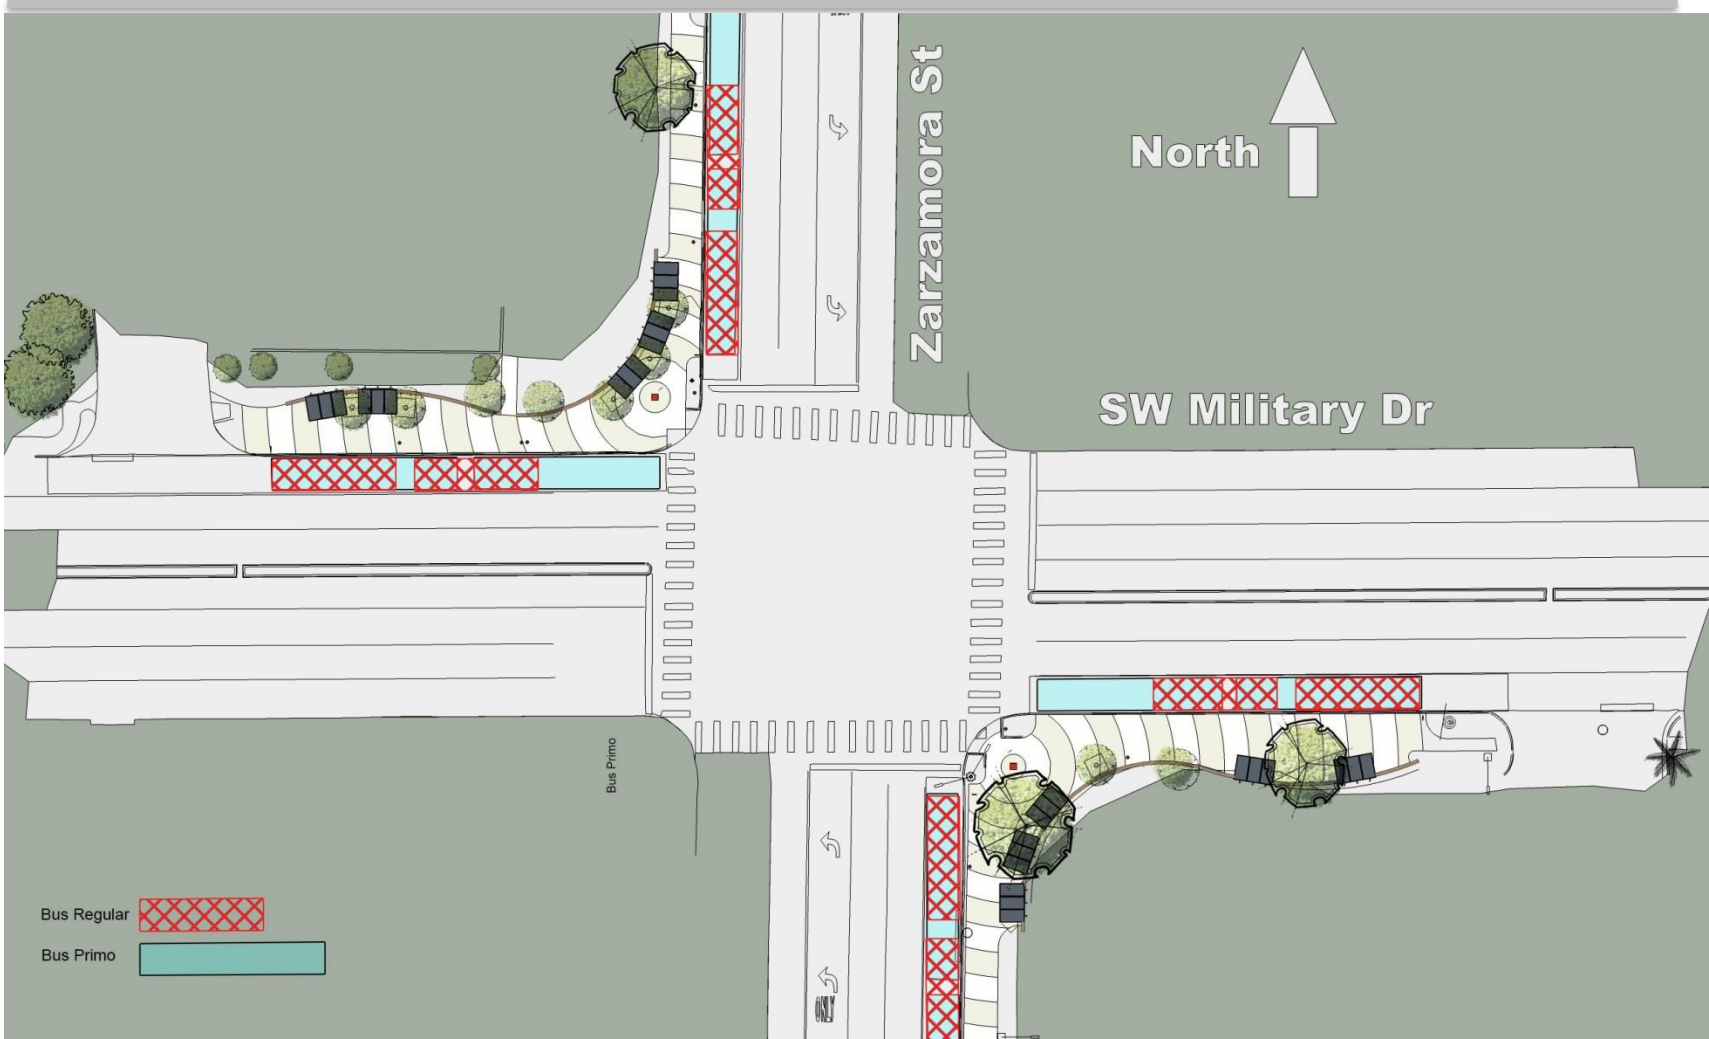 Zarzamora St
North
SW Military Dr
Bus Primo
Bus Regular
Bus Primo
ONLY